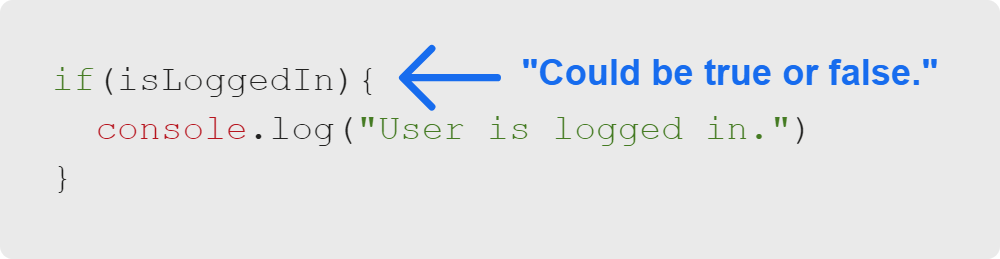 if(isLoggedIn){ "Could be true or false."
  console.log("User is logged in.")
}